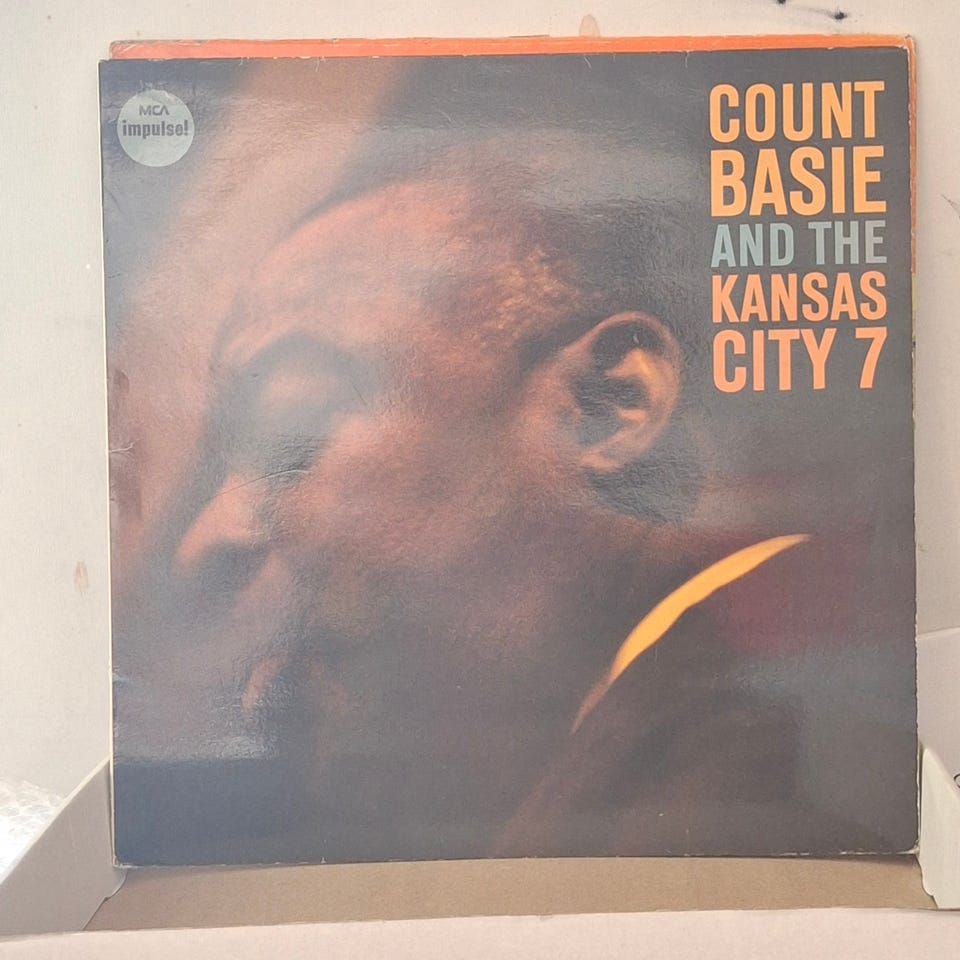 MCA
impulse!
COUNT
BASIE
AND THE
KANSAS
CITY 7